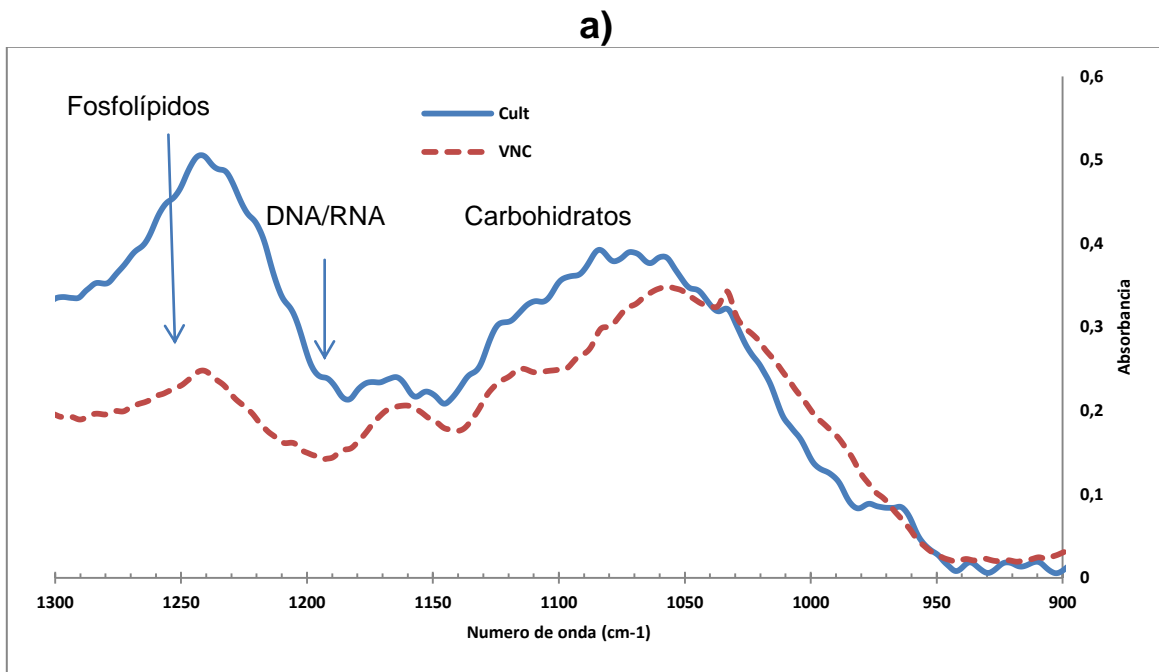 a)
Fosfolípidos
DNA/RNA
Carbohidratos
Cult
VNC
0,6
0,5
0,4
0,3
0,2
0,1
0
Absorbancia
1300 1250 1200 1150 1100 1050 1000 950 900
Numero de onda (cm-1)